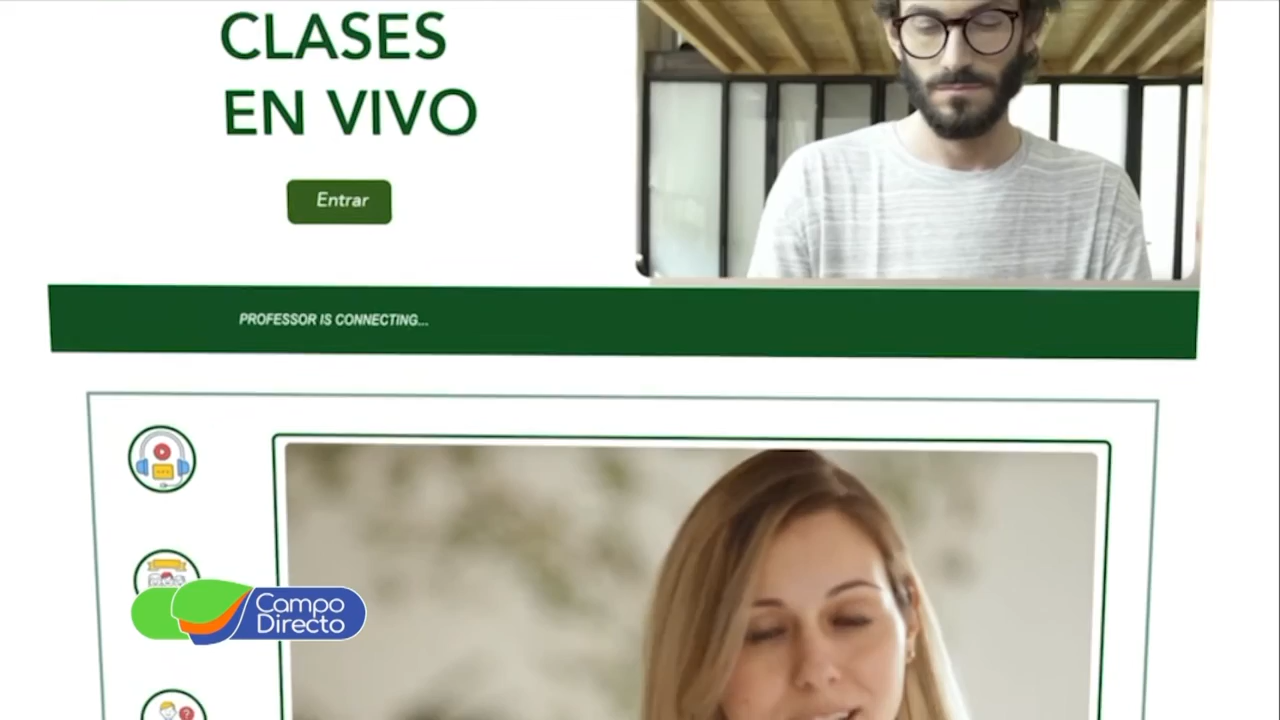 CLASES
EN VIVO
Entrar
PROFESSOR IS CONNECTING...
Campo
Directo